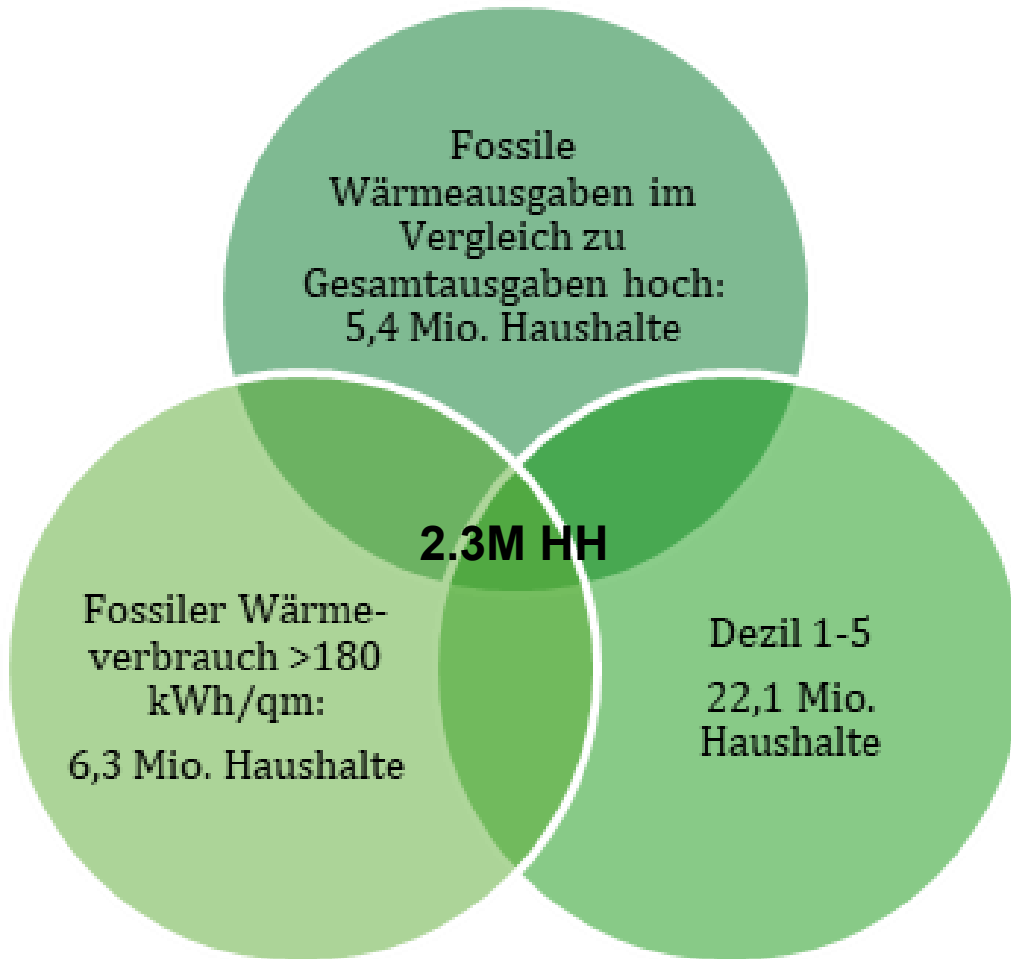 Fossile
Wärmeausgaben im
Vergleich zu
Gesamtausgaben hoch:
5,4 Mio. Haushalte
2.3M HH
Fossiler Wärme-
verbrauch >180
kWh/qm:
6,3 Mio. Haushalte
Dezil 1-5
22,1 Mio.
Haushalte